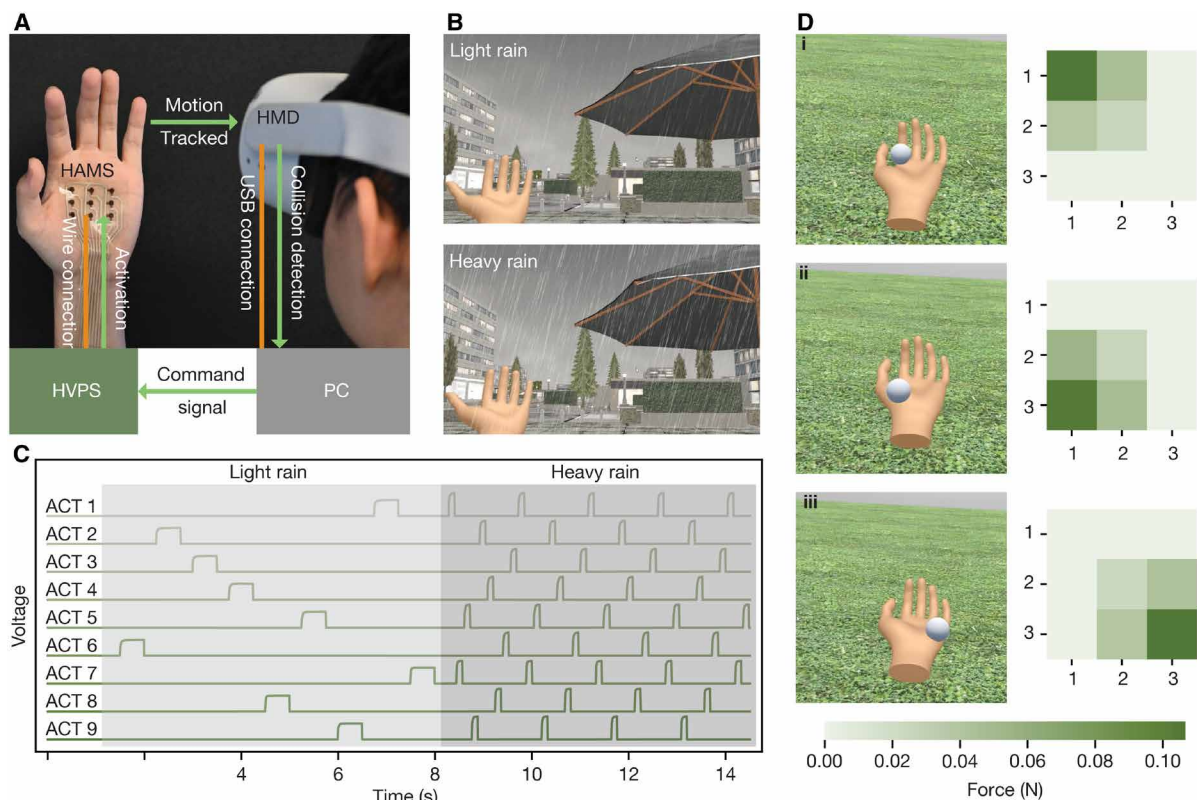 A
HAMS
Motion
Tracked
HMD
Wire connection
Activation
USB connection
Collision detection
HVPS
Command
signal
PC
B
Light rain
Heavy rain
C
Light rain
Heavy rain
Voltage
ACT 1
ACT 2
ACT 3
ACT 4
ACT 5
ACT 6
ACT 7
ACT 8
ACT 9
4
6
8
10
12
14
Time (s)
D
i
1
2
3
1
2
3
ii
1
2
3
1
2
3
iii
1
2
3
1
2
3
0.00
0.02
0.04
0.06
0.08
0.10
Force (N)